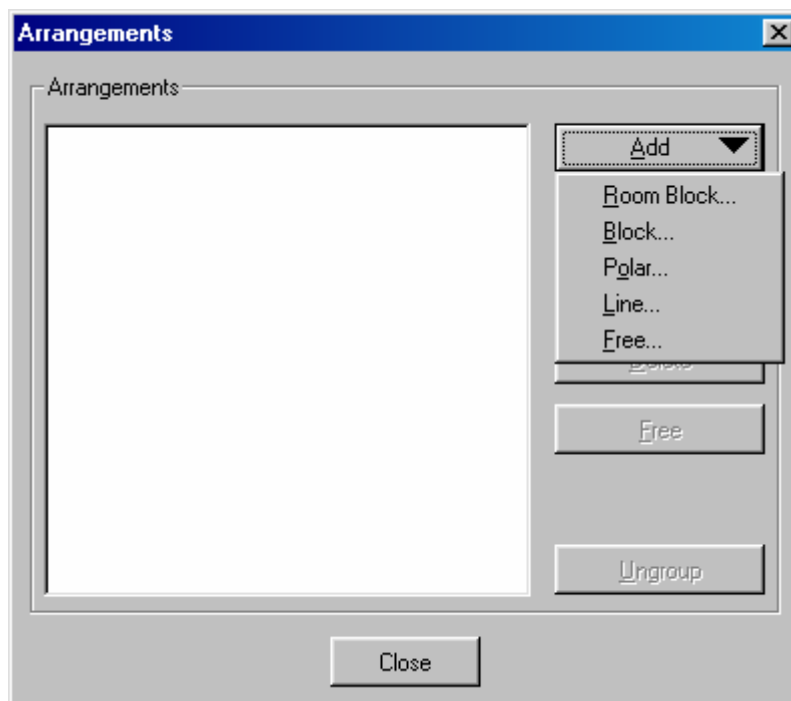 Arrangements
Arrangements
Add
Room Block...
Block...
Polar...
Line...
Free...
Free
Ungroup
Close